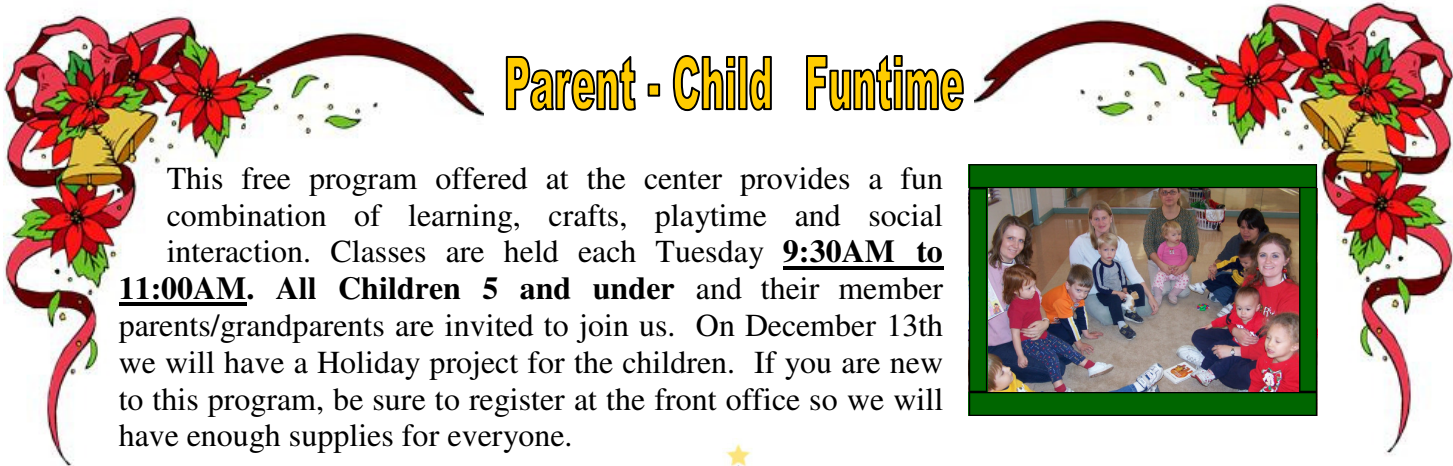 Parent - Child Funtime
This free program offered at the center provides a fun
combination of learning, crafts, playtime and social
interaction. Classes are held each Tuesday 9:30AM to
11:00AM. All Children 5 and under and their member
parents/grandparents are invited to join us. On December 13th
we will have a Holiday project for the children. If you are new
to this program, be sure to register at the front office so we will
have enough supplies for everyone.